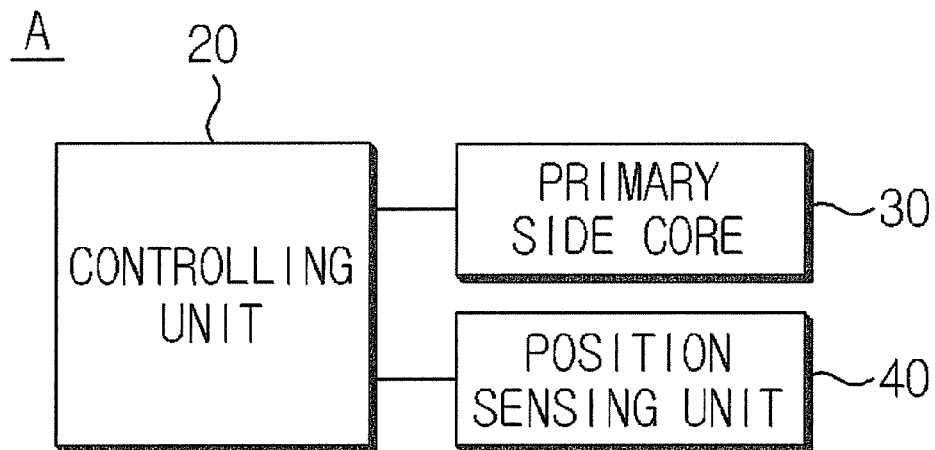 A
20
CONTROLLING
UNIT
PRIMARY
SIDE CORE
30
POSITION
SENSING UNIT
40